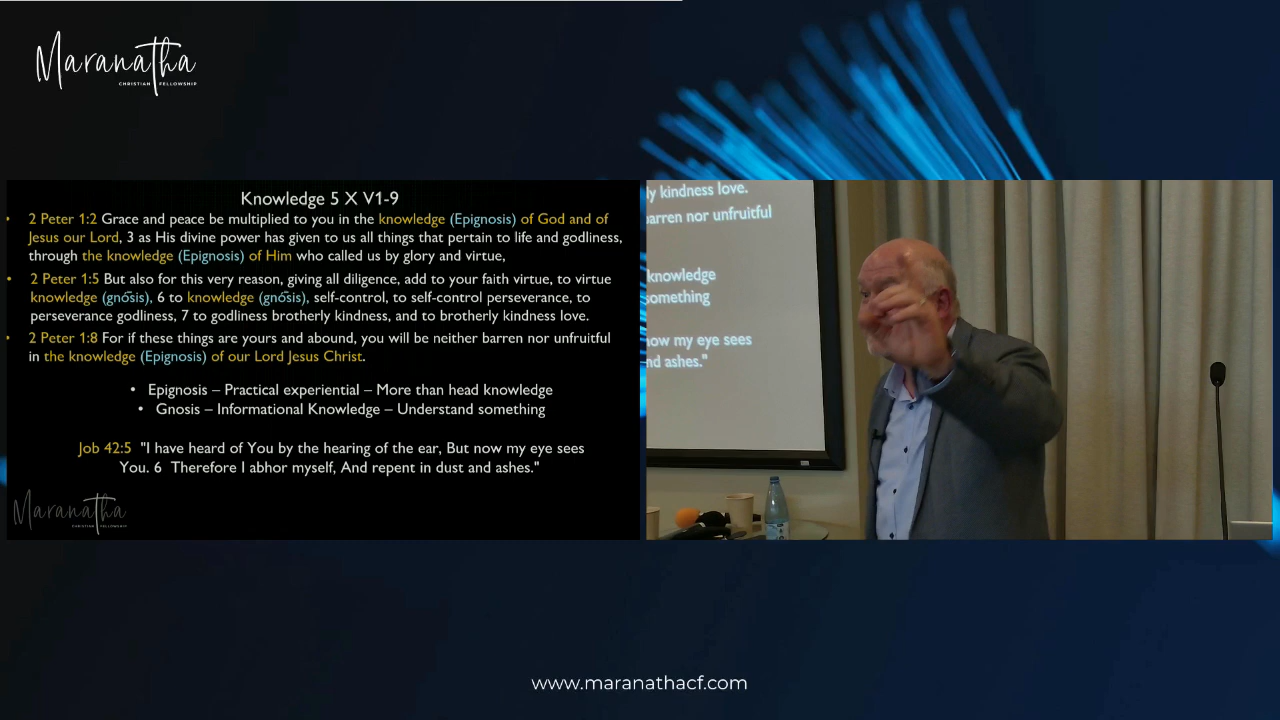 Maranatha
CHRISTIAN FELLOWSHIP
Knowledge 5 X V1-9
• 2 Peter 1:2 Grace and peace be multiplied to you in the knowledge (Epignosis) of God and of
Jesus our Lord, 3 as His divine power has given to us all things that pertain to life and godliness,
through the knowledge (Epignosis) of Him who called us by glory and virtue,
• 2 Peter 1:5 But also for this very reason, giving all diligence, add to your faith virtue, to virtue
knowledge (gnō̂sis), 6 to knowledge (gnō̂sis), self-control, to self-control perseverance, to
perseverance godliness, 7 to godliness brotherly kindness, and to brotherly kindness love.
• 2 Peter 1:8 For if these things are yours and abound, you will be neither barren nor unfruitful
in the knowledge (Epignosis) of our Lord Jesus Christ.
• Epignosis – Practical experiential – More than head knowledge
• Gnosis – Informational Knowledge – Understand something
Job 42:5 "I have heard of You by the hearing of the ear, But now my eye sees
You. 6 Therefore I abhor myself, And repent in dust and ashes."
Maranatha
CHRISTIAN FELLOWSHIP
ly kindness love.
arren nor unfruitful
knowledge
something
ow my eye sees
nd ashes."
www.maranathacf.com